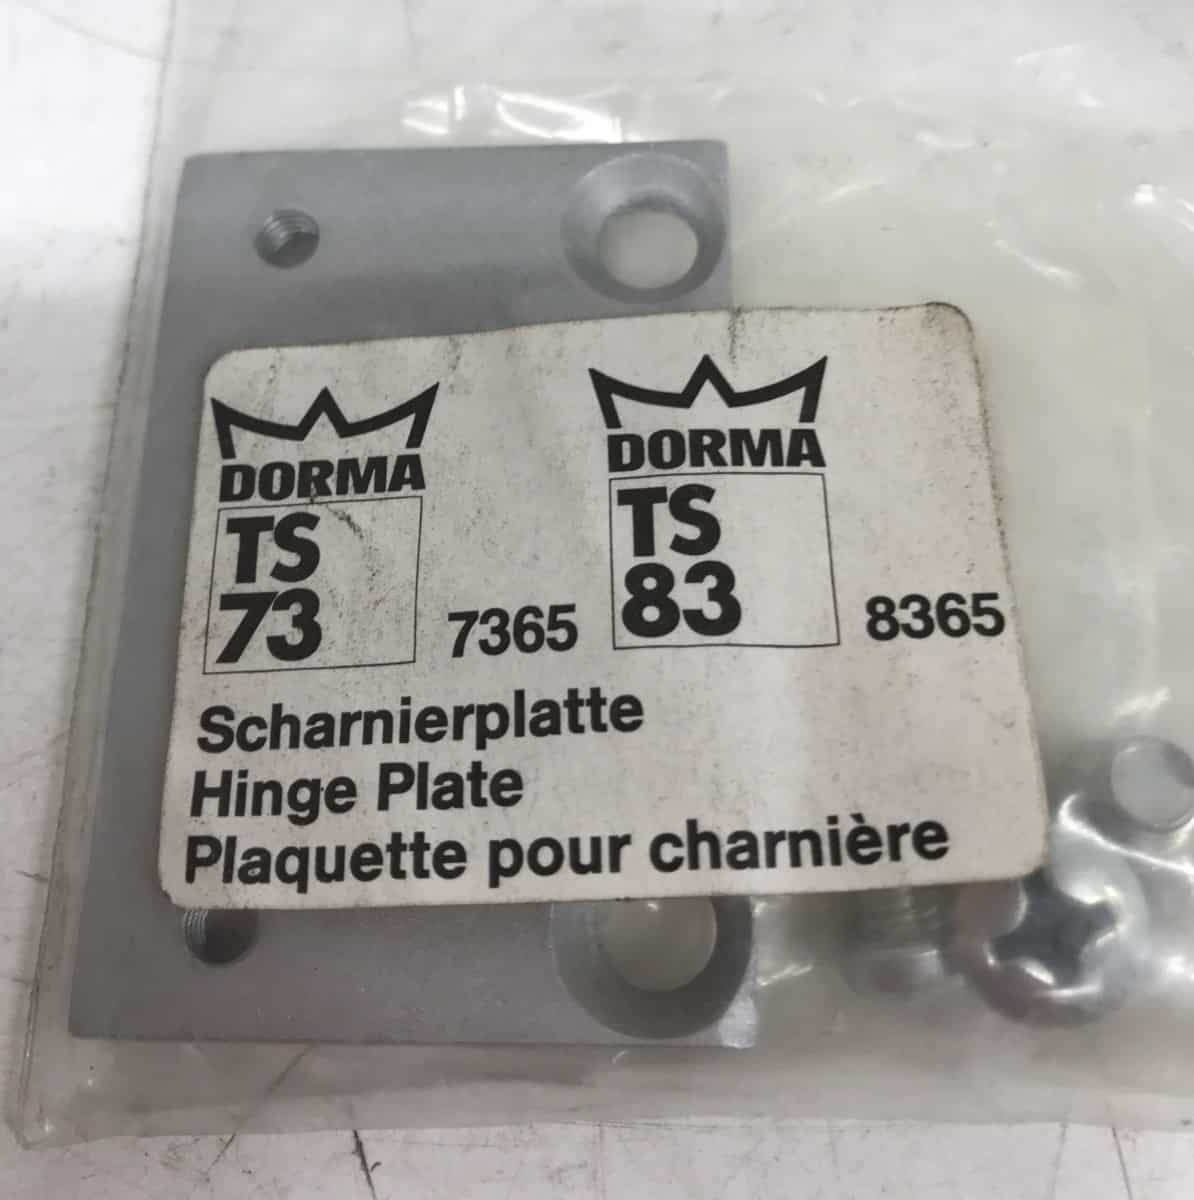 DORMA
TS
73
7365
DORMA
TS
83
8365
Scharnierplatte
Hinge Plate
Plaquette pour charnière